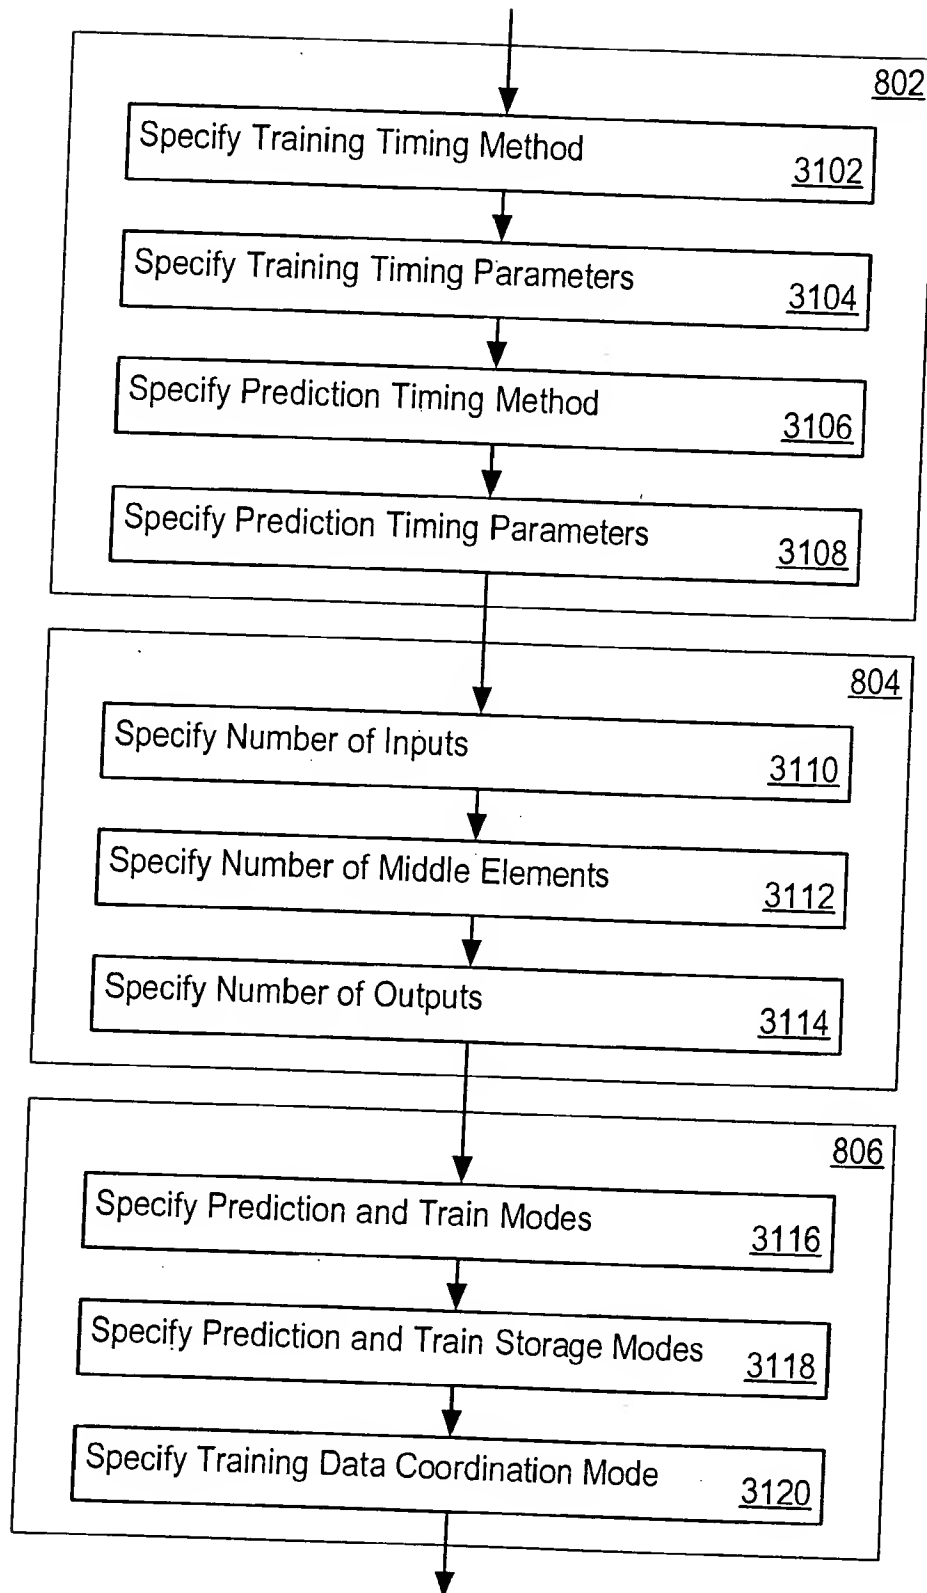 802
Specify Training Timing Method 3102
Specify Training Timing Parameters 3104
Specify Prediction Timing Method 3106
Specify Prediction Timing Parameters 3108
804
Specify Number of Inputs 3110
Specify Number of Middle Elements 3112
Specify Number of Outputs 3114
806
Specify Prediction and Train Modes 3116
Specify Prediction and Train Storage Modes 3118
Specify Training Data Coordination Mode 3120